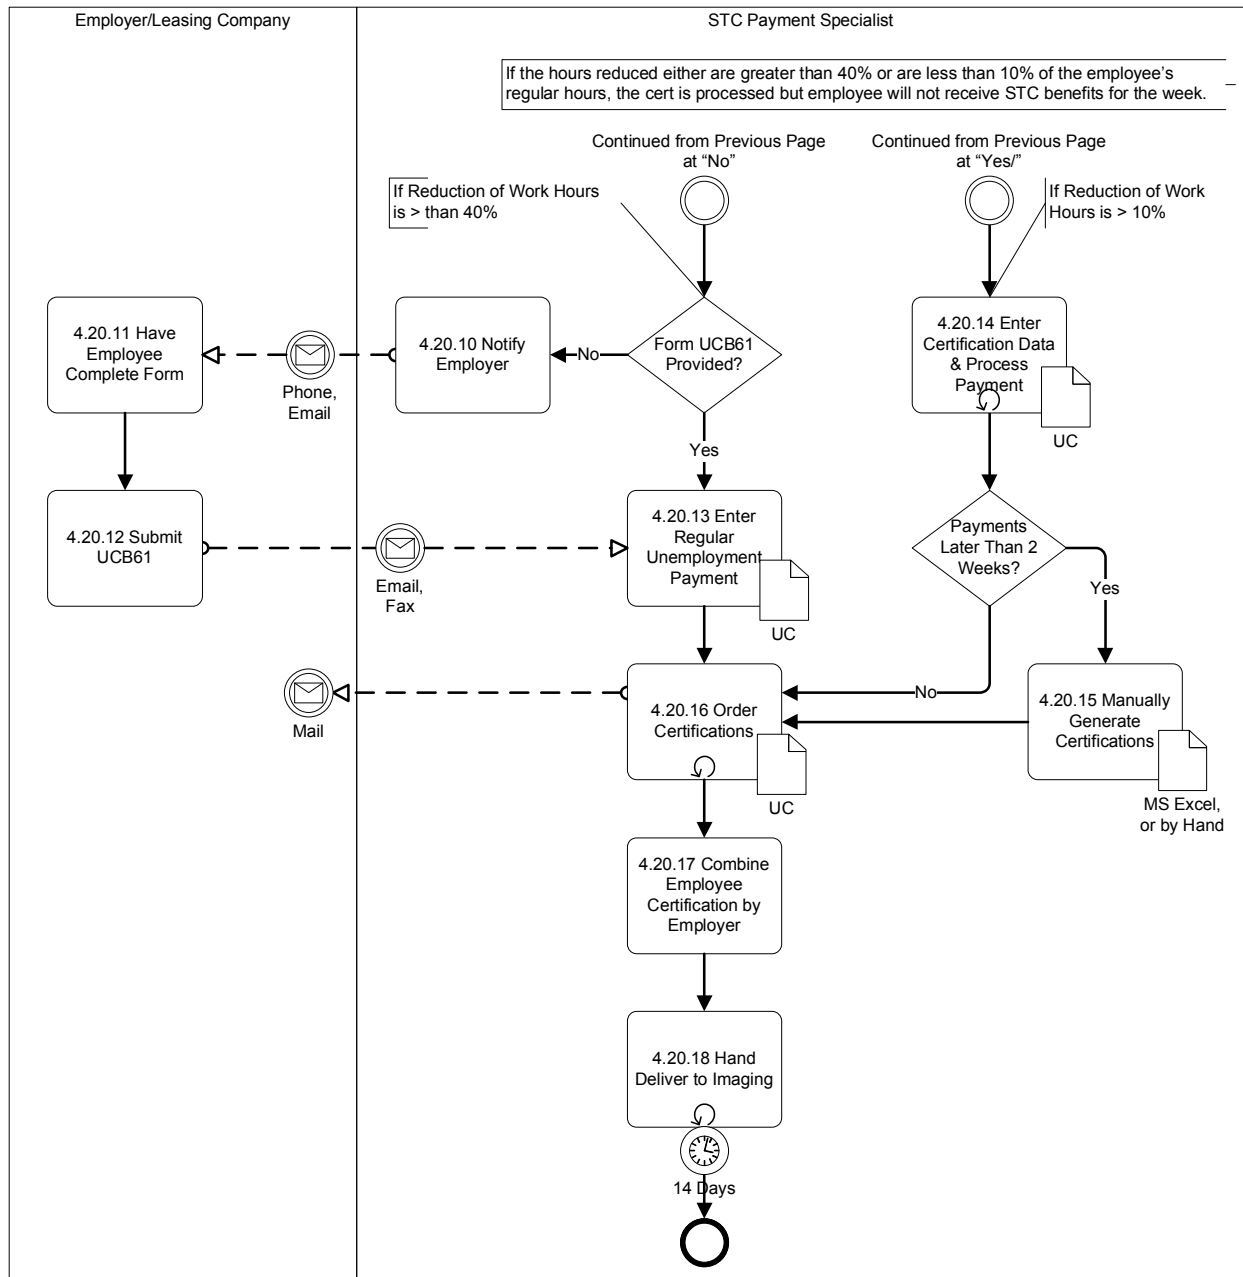 Employer/Leasing Company
STC Payment Specialist
If the hours reduced either are greater than 40% or are less than 10% of the employee's
regular hours, the cert is processed but employee will not receive STC benefits for the week.
Continued from Previous Page
at “No”
Continued from Previous Page
at “Yes/”
If Reduction of Work Hours
is > than 40%
If Reduction of Work
Hours is > 10%
4.20.11 Have
Employee
Complete Form
Phone,
Email
4.20.10 Notify
Employer
No
Form UCB61
Provided?
4.20.14 Enter
Certification Data
& Process
Payment
UC
Yes
4.20.12 Submit
UCB61
Email,
Fax
4.20.13 Enter
Regular
Unemployment
Payment
UC
Payments
Later Than 2
Weeks?
Yes
Mail
4.20.16 Order
Certifications
UC
No
4.20.15 Manually
Generate
Certifications
MS Excel,
or by Hand
4.20.17 Combine
Employee
Certification by
Employer
4.20.18 Hand
Deliver to Imaging
14 Days